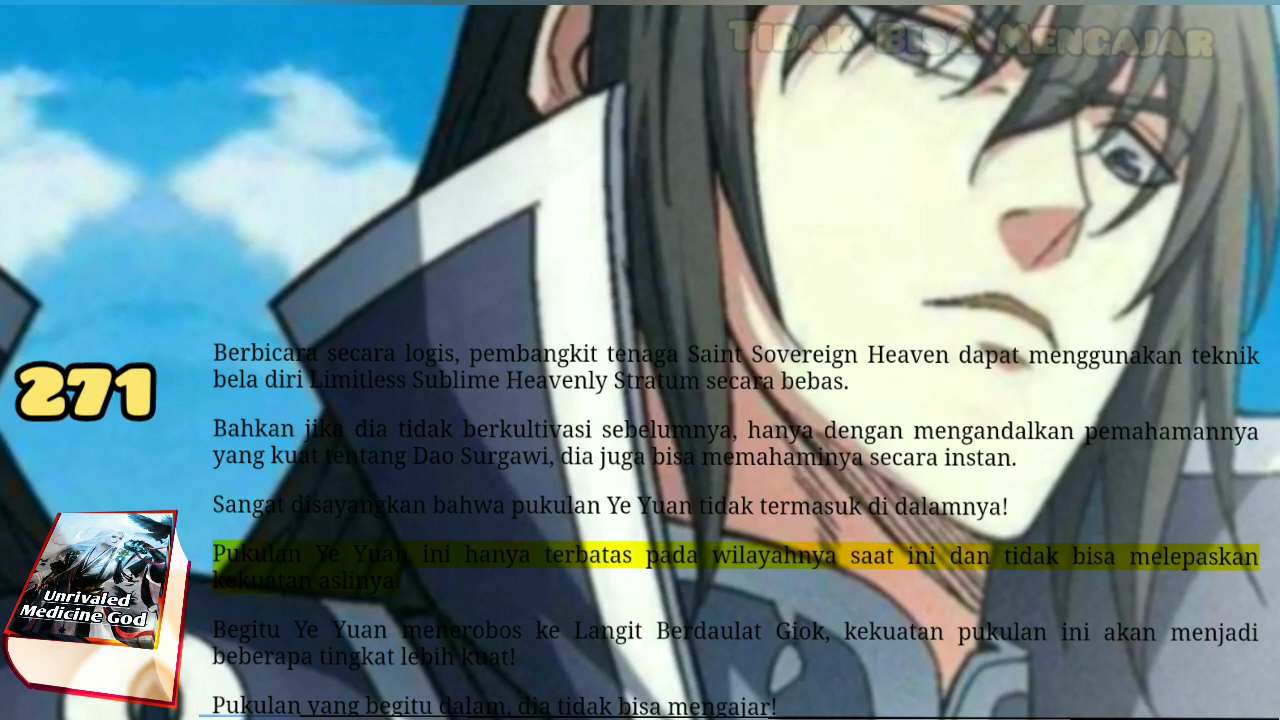 Tidak Bisa Mengajar
Berbicara secara logis, pembangkit tenaga Saint Sovereign Heaven dapat menggunakan teknik
bela diri Limitless Sublime Heavenly Stratum secara bebas.
271
Bahkan jika dia tidak berkultivasi sebelumnya, hanya dengan mengandalkan pemahamannya
yang kuat tentang Dao Surgawi, dia juga bisa memahaminya secara instan.
Sangat disayangkan bahwa pukulan Ye Yuan tidak termasuk di dalamnya!
Pukulan Ye Yuan ini hanya terbatas pada wilayahnya saat ini dan tidak bisa melepaskan
kekuatan aslinya.
Unrivaled
Medicine God
Begitu Ye Yuan menerobos ke Langit Berdaulat Giok, kekuatan pukulan ini akan menjadi
beberapa tingkat lebih kuat!
Pukulan yang begitu dalam, dia tidak bisa mengajar!